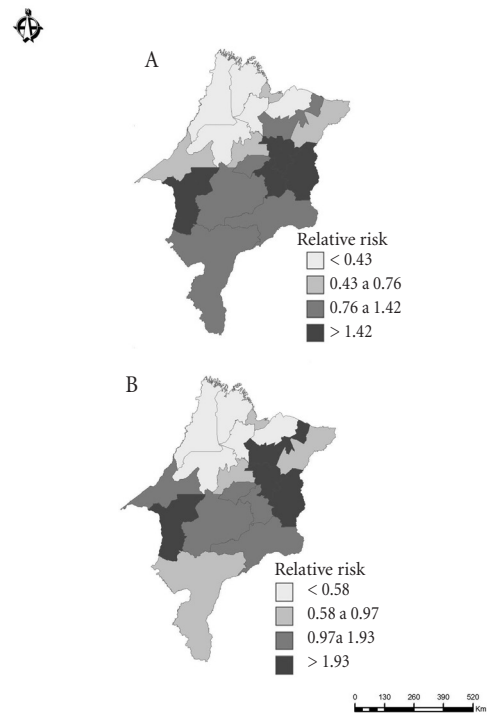 A
Relative risk
< 0.43
0.43 a 0.76
0.76 a 1.42
> 1.42
B
Relative risk
< 0.58
0.58 a 0.97
0.97a 1.93
> 1.93
0 130 260 390 520
Km